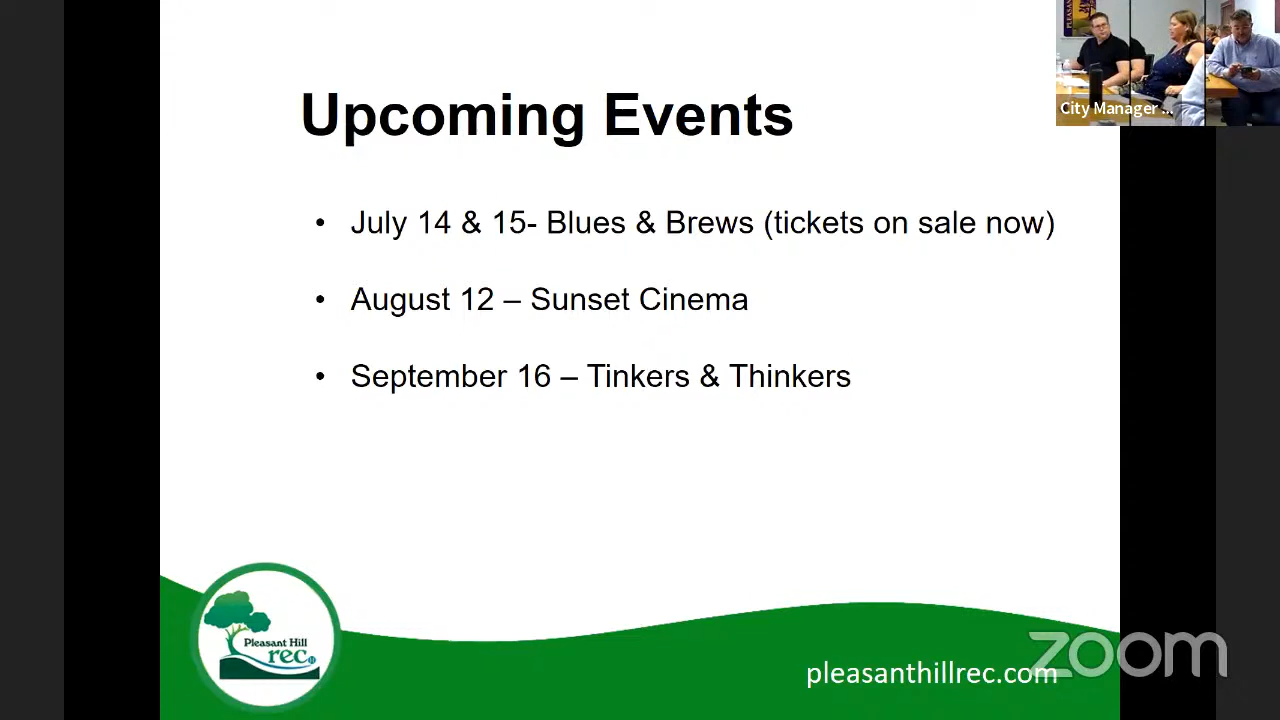 City Manager ...
Upcoming Events
• July 14 & 15- Blues & Brews (tickets on sale now)
• August 12 – Sunset Cinema
• September 16 – Tinkers & Thinkers
Pleasant Hill
rec
pleasanthillrec.com
zoom